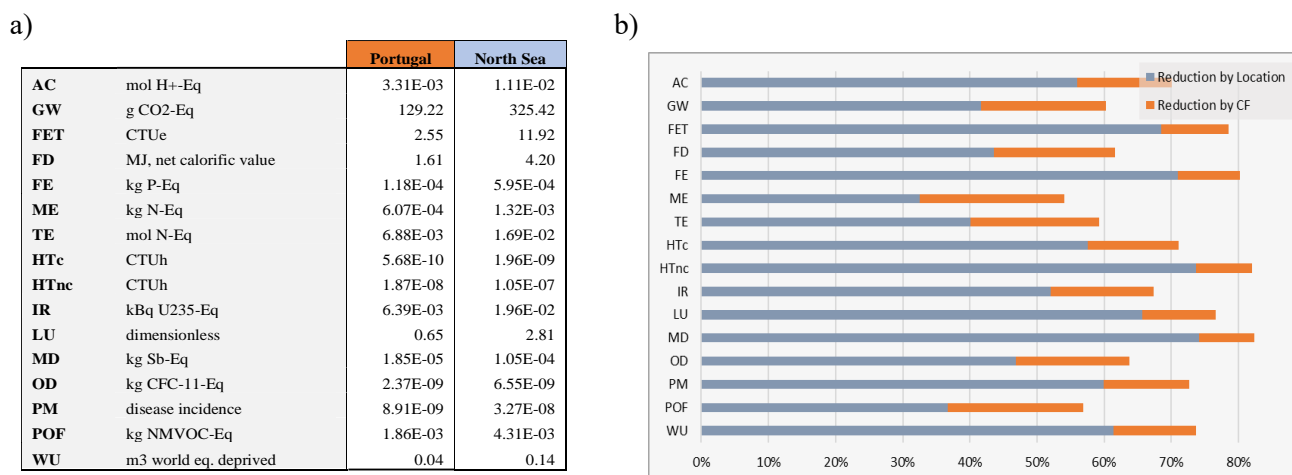 a)
Portugal North Sea
AC mol H+-Eq 3.31E-03 1.11E-02
GW g CO2-Eq 129.22 325.42
FET CTUe 2.55 11.92
FD MJ, net calorific value 1.61 4.20
FE kg P-Eq 1.18E-04 5.95E-04
ME kg N-Eq 6.07E-04 1.32E-03
TE mol N-Eq 6.88E-03 1.69E-02
HTc CTUh 5.68E-10 1.96E-09
HTnc CTUh 1.87E-08 1.05E-07
IR kBq U235-Eq 6.39E-03 1.96E-02
LU dimensionless 0.65 2.81
MD kg Sb-Eq 1.85E-05 1.05E-04
OD kg CFC-11-Eq 2.37E-09 6.55E-09
PM disease incidence 8.91E-09 3.27E-08
POF kg NMVOC-Eq 1.86E-03 4.31E-03
WU m3 world eq. deprived 0.04 0.14
b)
Reduction by Location
Reduction by CF
AC
GW
FET
FD
FE
ME
TE
HTc
HTnc
IR
LU
MD
OD
PM
POF
WU
0% 10% 20% 30% 40% 50% 60% 70% 80%